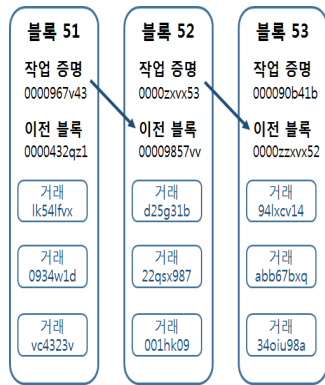 블록 51
작업 증명
0000967v43
이전 블록
0000432qz1
거래
lk54lfvx
거래
0934w1d
거래
vc4323v
블록 52
작업 증명
0000zxvx53
이전 블록
00009857vv
거래
d25g31b
거래
22qsx987
거래
001hk09
블록 53
작업 증명
000090b41b
이전 블록
0000zzxvx52
거래
94lxcv14
거래
abb67bxq
거래
34oiu98a